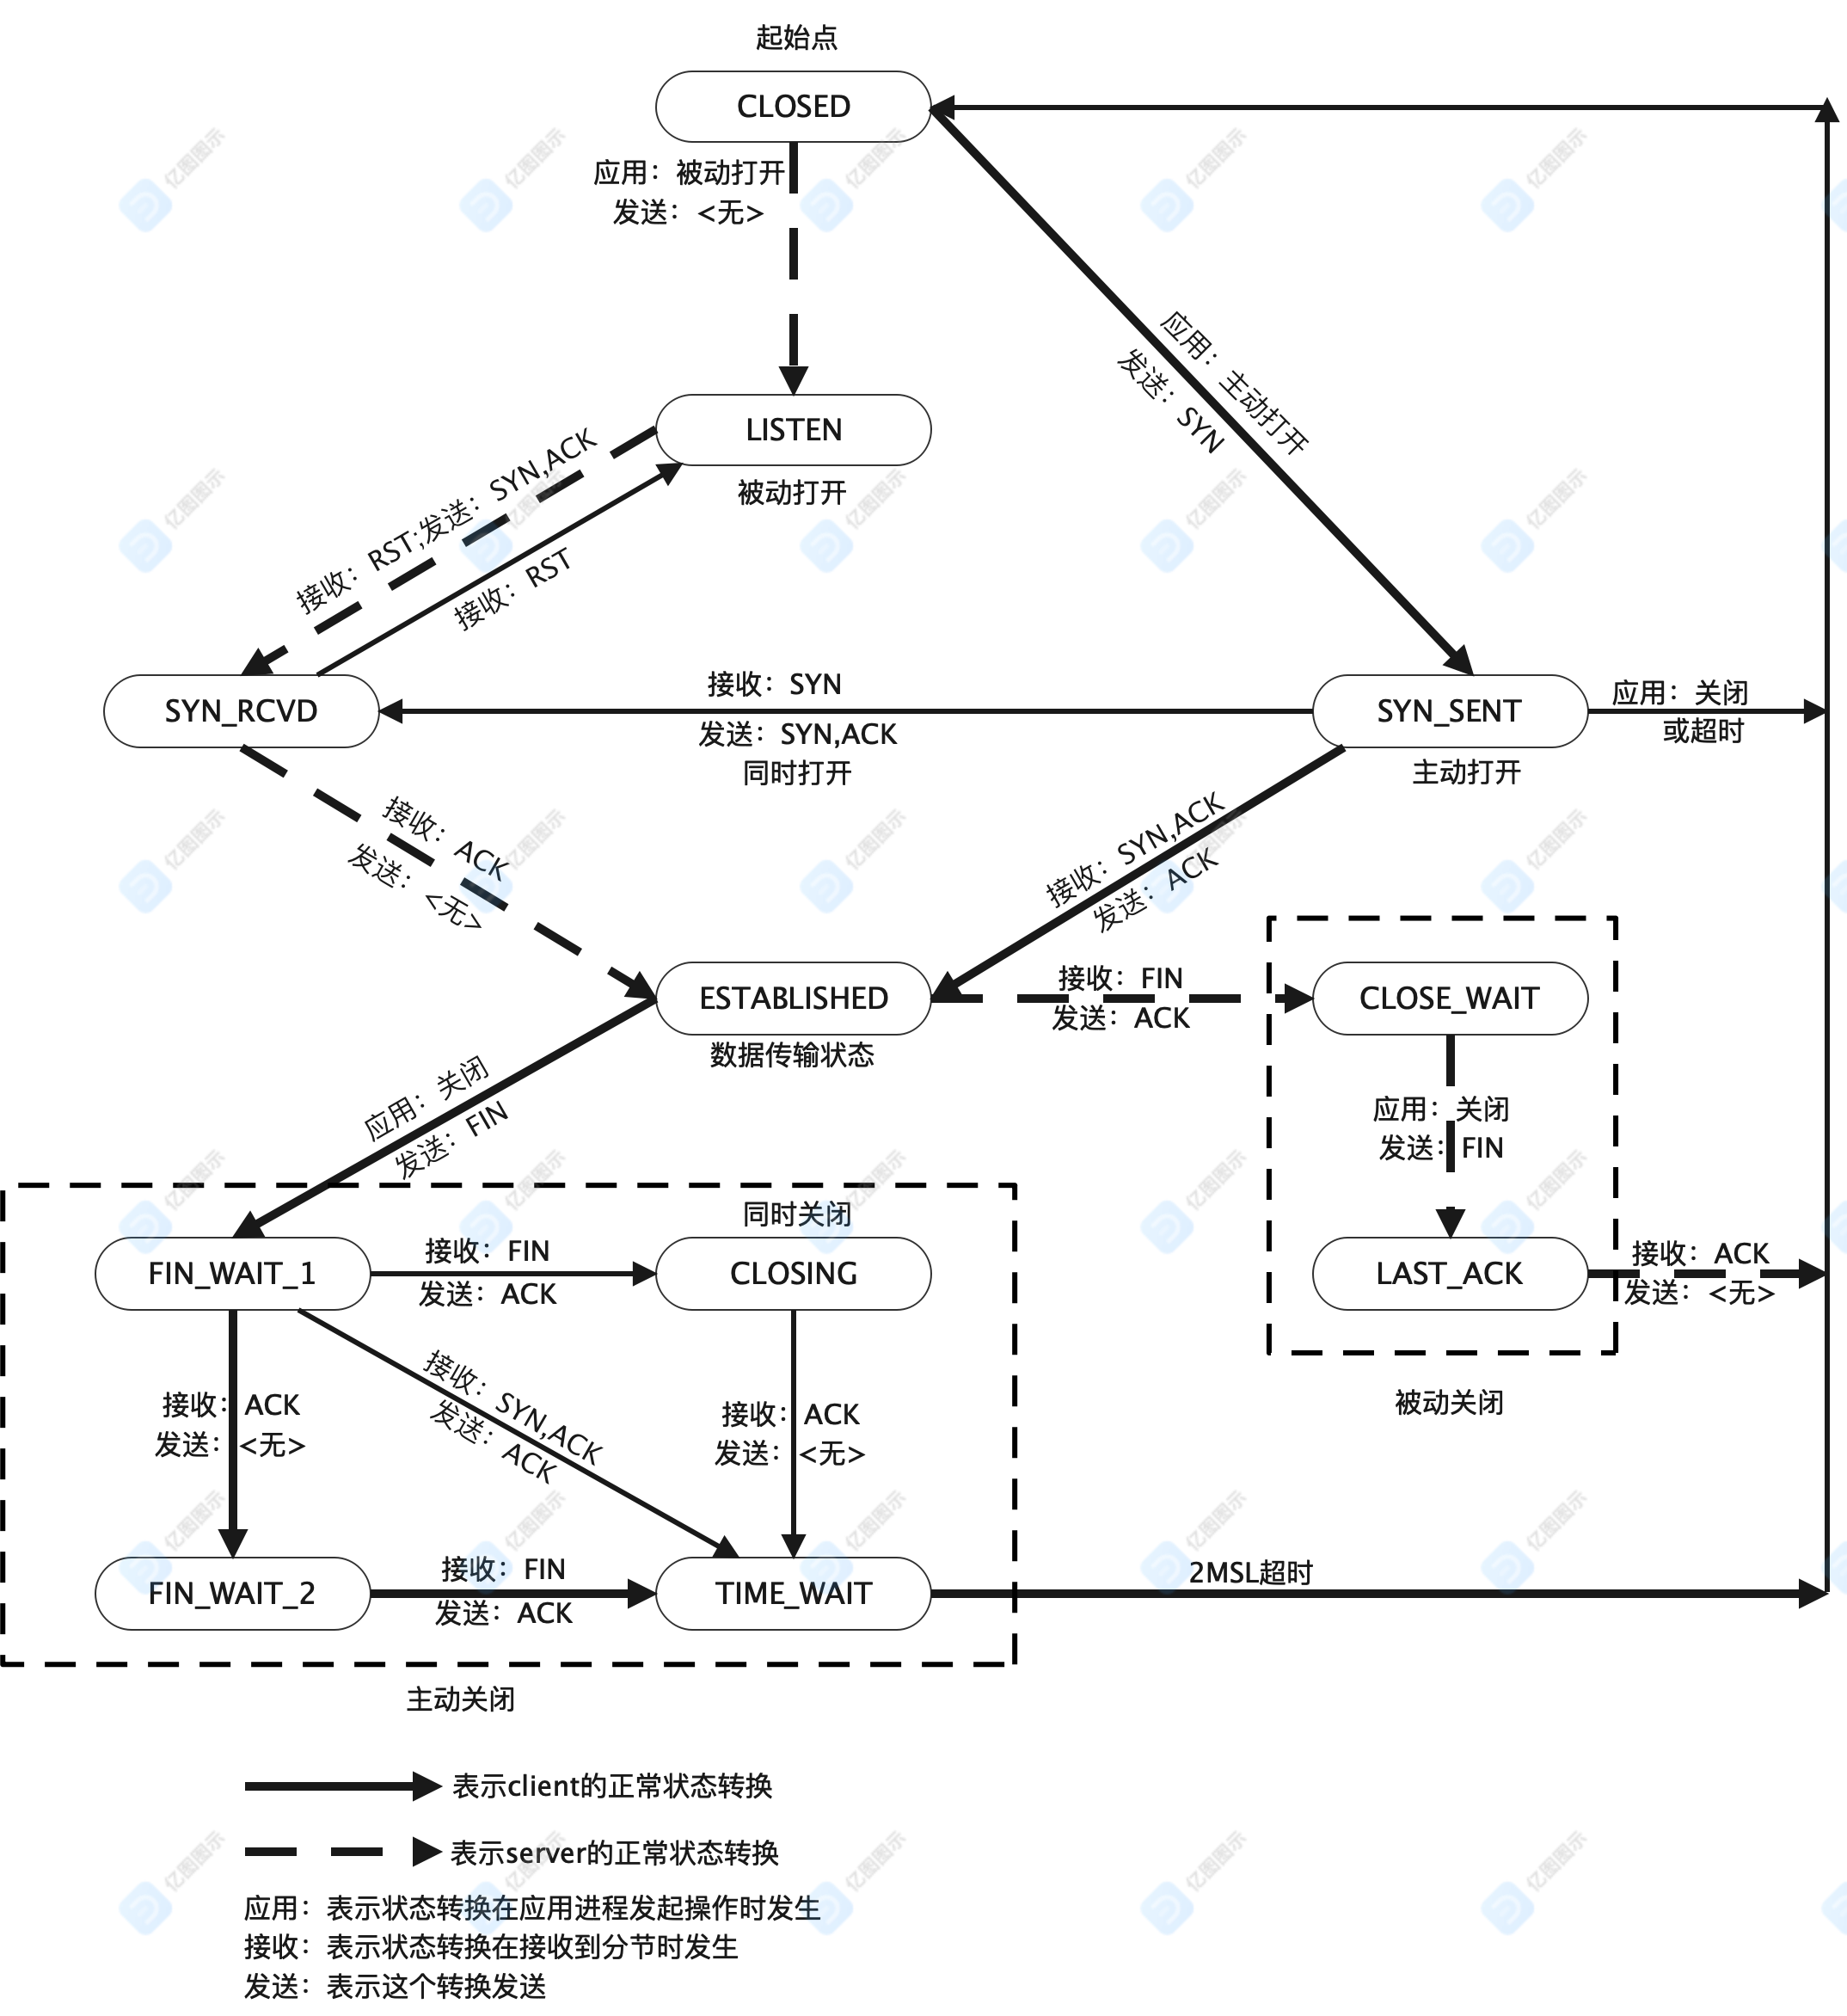 起始点
CLOSED
应用：被动打开
发送：<无>
应用：主动打开
发送：SYN
LISTEN
被动打开
接收：RST;发送：SYN,ACK
接收：RST
SYN_RCVD
接收：SYN
发送：SYN,ACK
同时打开
SYN_SENT
主动打开
应用：关闭
或超时
接收：ACK
发送：<无>
接收：SYN,ACK
发送：ACK
ESTABLISHED
数据传输状态
接收：FIN
发送：ACK
CLOSE_WAIT
应用：关闭
发送：FIN
应用：关闭
发送：FIN
同时关闭
FIN_WAIT_1
接收：FIN
发送：ACK
CLOSING
LAST_ACK
接收：ACK
发送：<无>
被动关闭
接收：ACK
发送：<无>
接收：SYN,ACK
发送：ACK
接收：ACK
发送：<无>
FIN_WAIT_2
接收：FIN
发送：ACK
TIME_WAIT
2MSL超时
主动关闭
表示client的正常状态转换
表示server的正常状态转换
应用：表示状态转换在应用进程发起操作时发生
接收：表示状态转换在接收到分节时发生
发送：表示这个转换发送
亿图图示